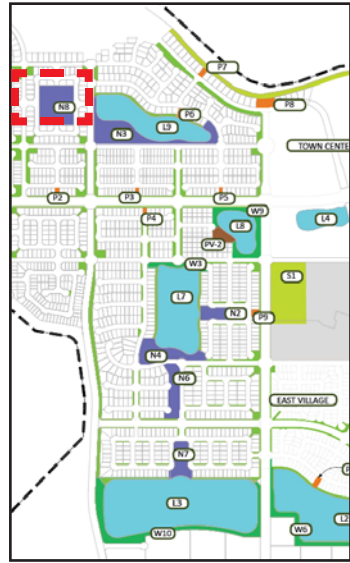 P7
N8
P8
P6
N3
L9
TOWN CENTE
P2
P3
P5
P4
W9
L8
L4
PV-2
W3
S1
L7
N2
P9
N4
N6
EAST VILLAGE
N7
L3
W6
W10